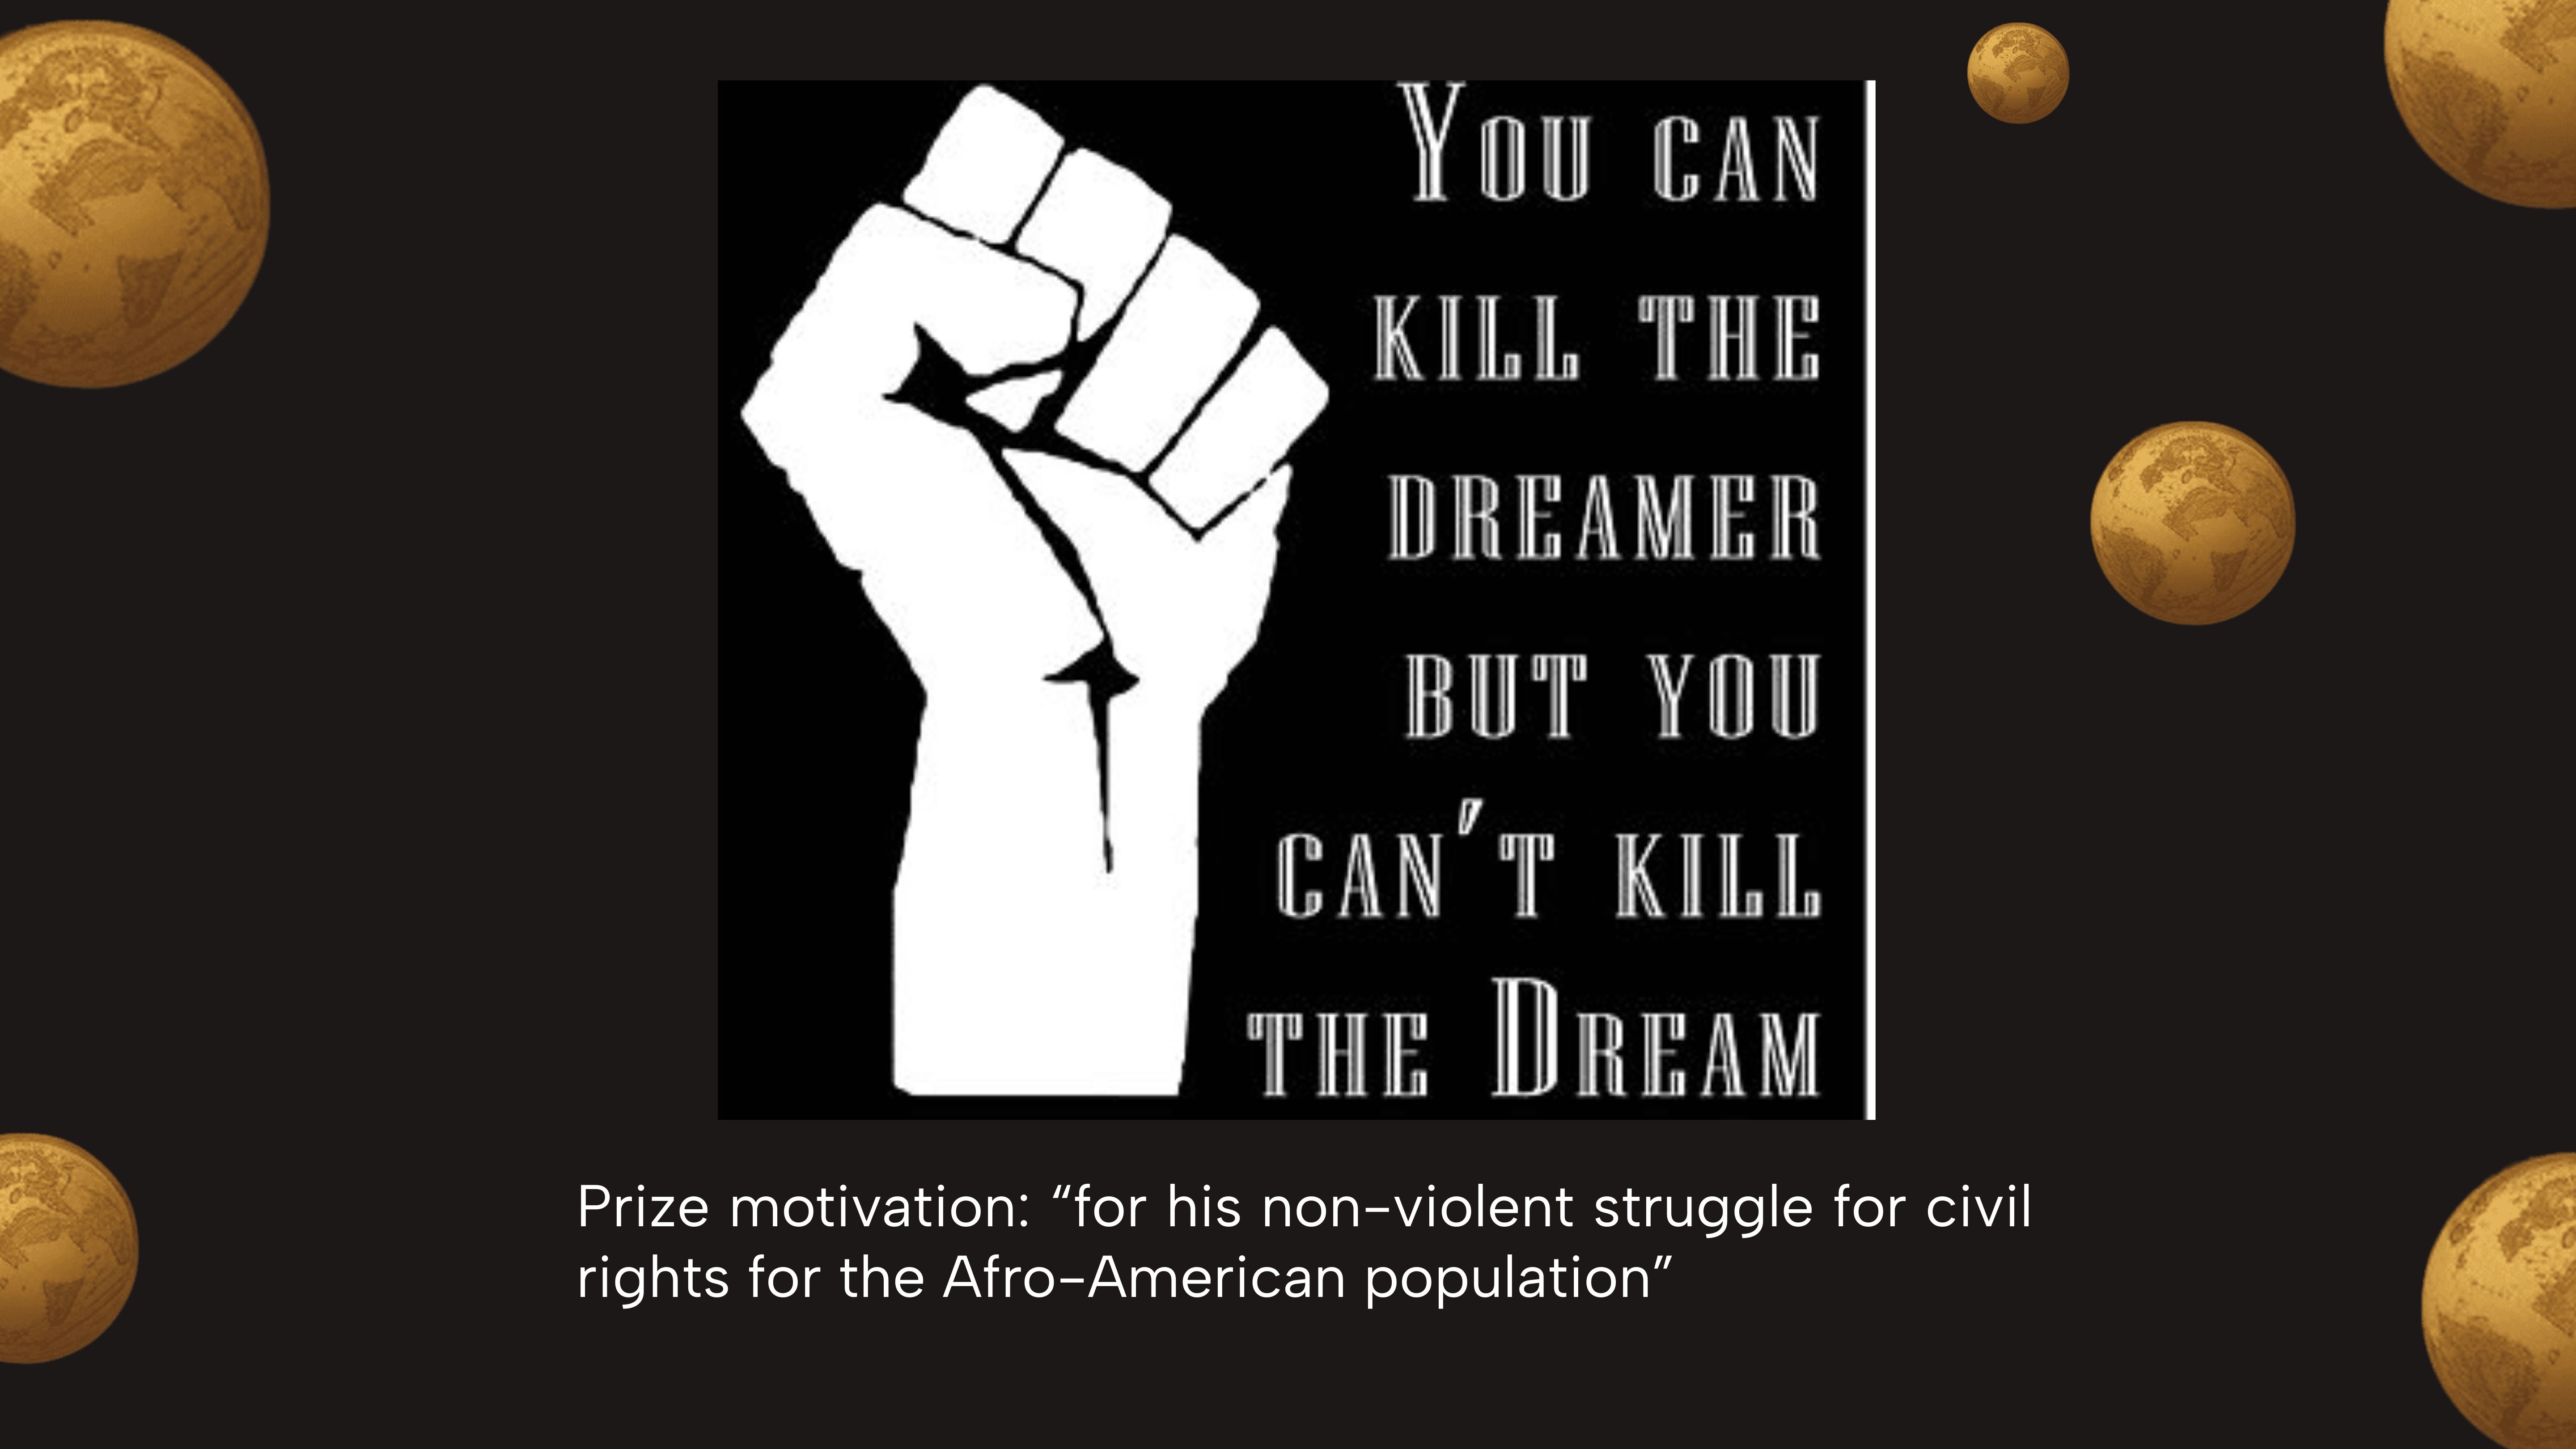 You can
kill the
dreamer
but you
can't kill
the Dream
Prize motivation: “for his non-violent struggle for civil
rights for the Afro-American population”